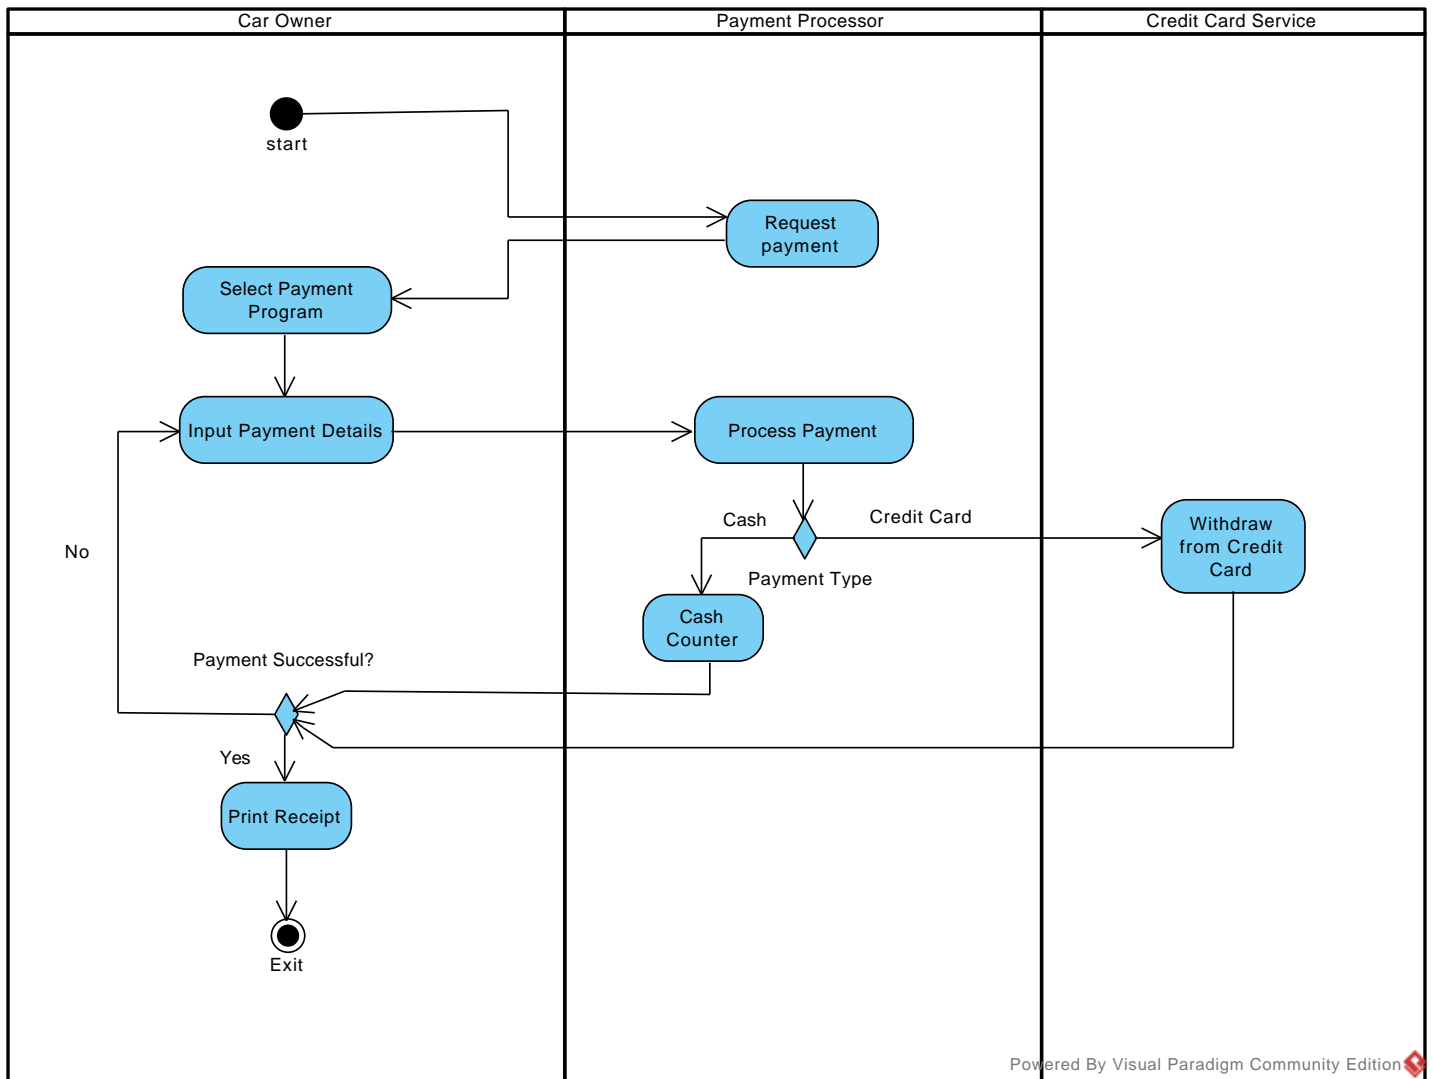 Car Owner
Payment Processor
Credit Card Service
start
Request
payment
Select Payment
Program
Input Payment Details
Process Payment
Cash
Credit Card
Withdraw
from Credit
Card
No
Payment Type
Cash
Counter
Payment Successful?
Yes
Print Receipt
Exit
Powered By Visual Paradigm Community Edition